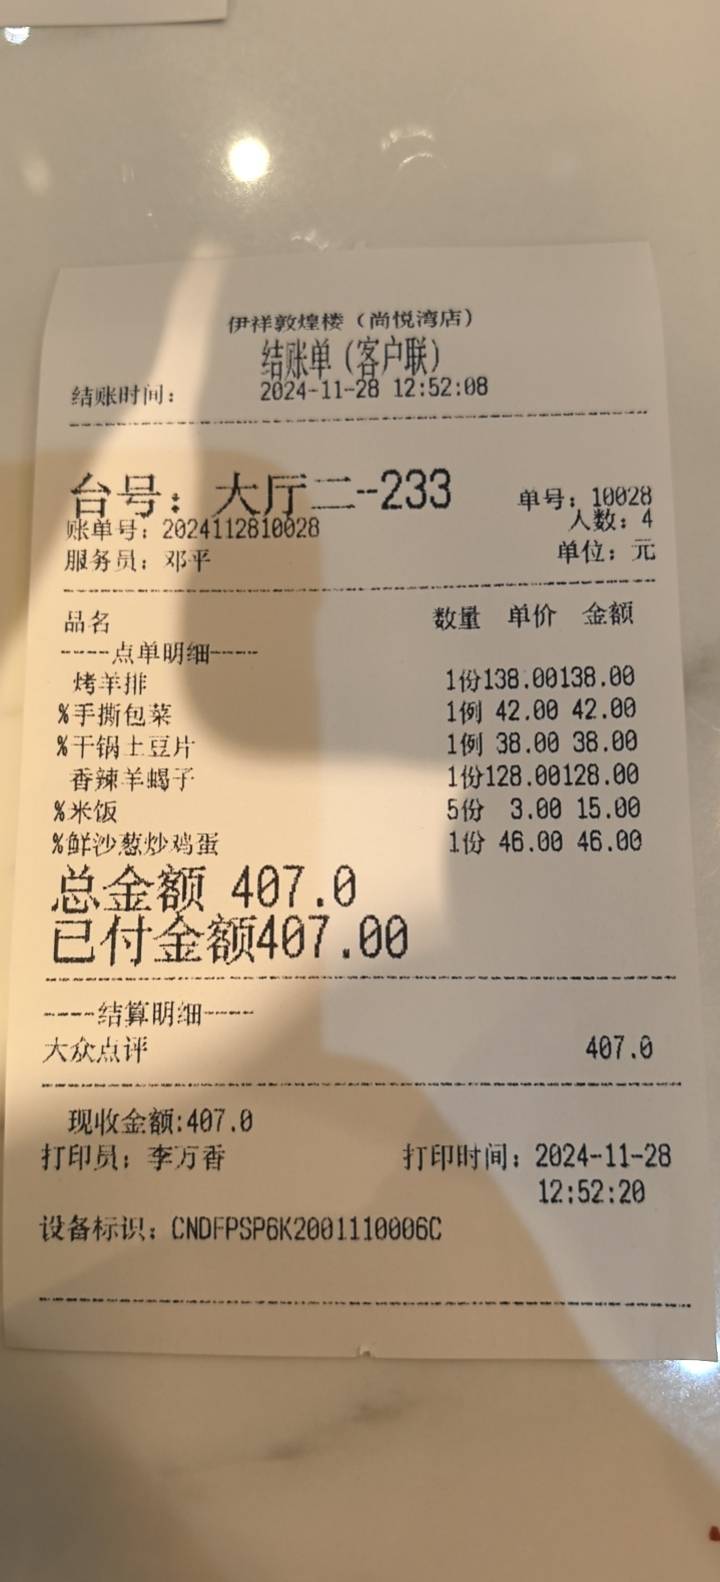 伊祥敦煌楼（尚悦湾店）
结账单（客户联）
结账时间： 2024-11-28 12:52:08
台号：大厅二--233 单号：10028
账单号：2024112810028 人数：4
服务员：邓平 单位：元
品名 数量 单价 金额
----点单明细----
烤羊排 1份138.00138.00
%手撕包菜 1例 42.00 42.00
%干锅土豆片 1例 38.00 38.00
香辣羊蝎子 1份128.00128.00
%米饭 5份 3.00 15.00
%鲜沙葱炒鸡蛋 1份 46.00 46.00
总金额 407.0
已付金额407.00
----结算明细----
大众点评 407.0
现收金额:407.0
打印员：李万香 打印时间：2024-11-28
12:52:20
设备标识：CNDFPSP6K2001110006C